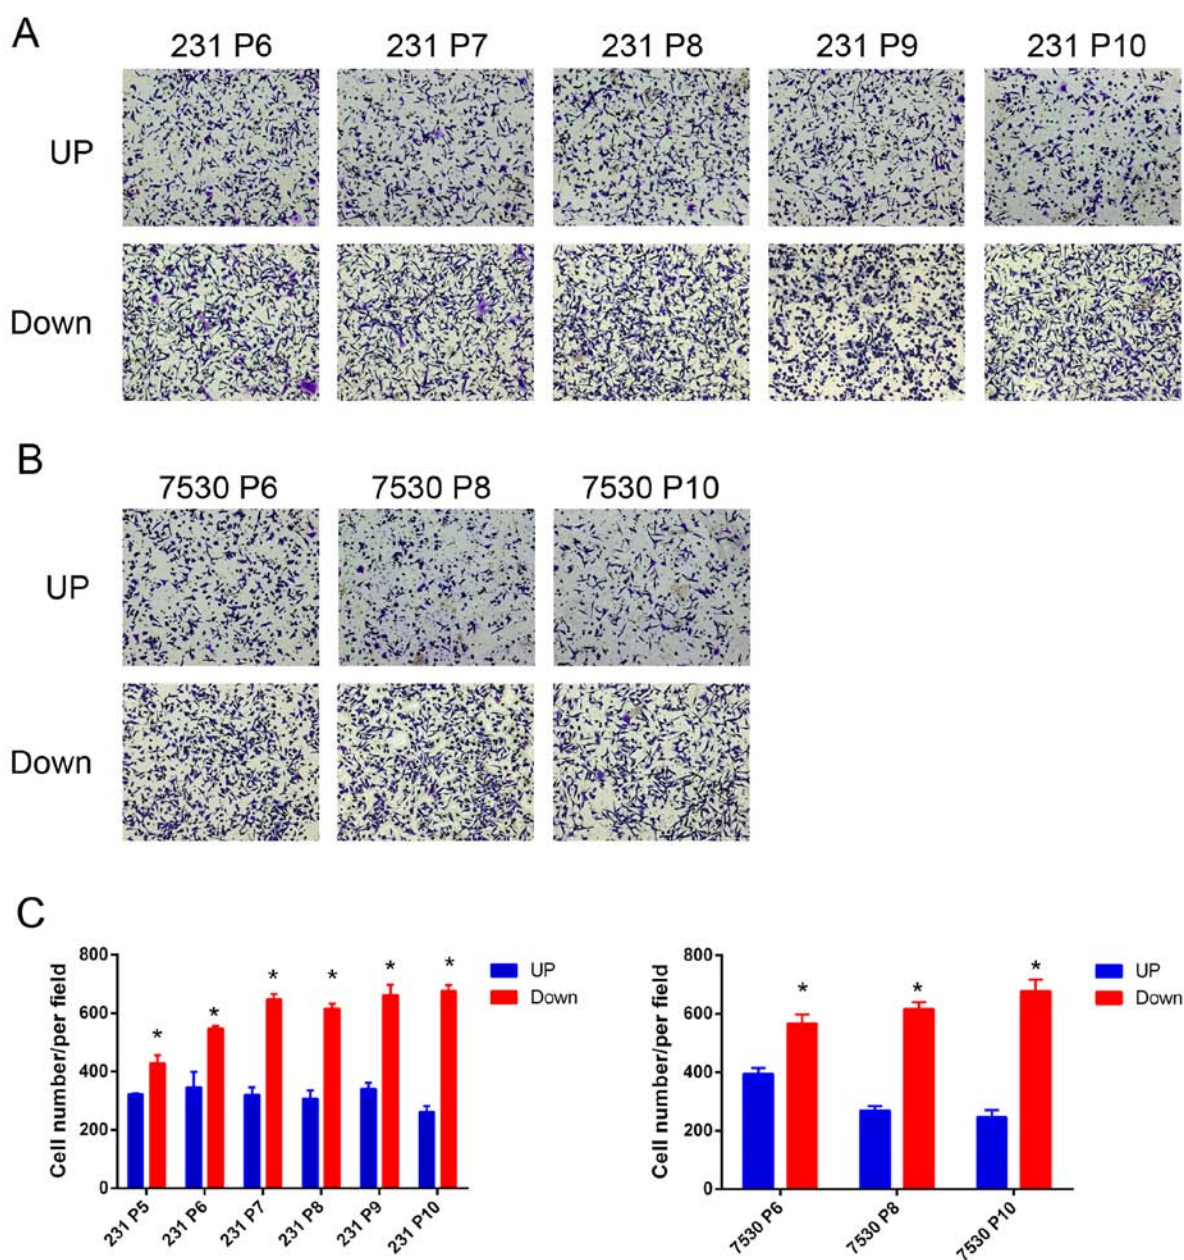 A
231 P6 231 P7 231 P8 231 P9 231 P10
UP
Down
B
7530 P6 7530 P8 7530 P10
UP
Down
C
Cell number/per field
800
600
400
200
0
* * * * * *
UP
Down
231 P5 231 P6 231 P7 231 P8 231 P9 231 P10
Cell number/per field
800
600
400
200
0
* * *
UP
Down
7530 P6 7530 P8 7530 P10